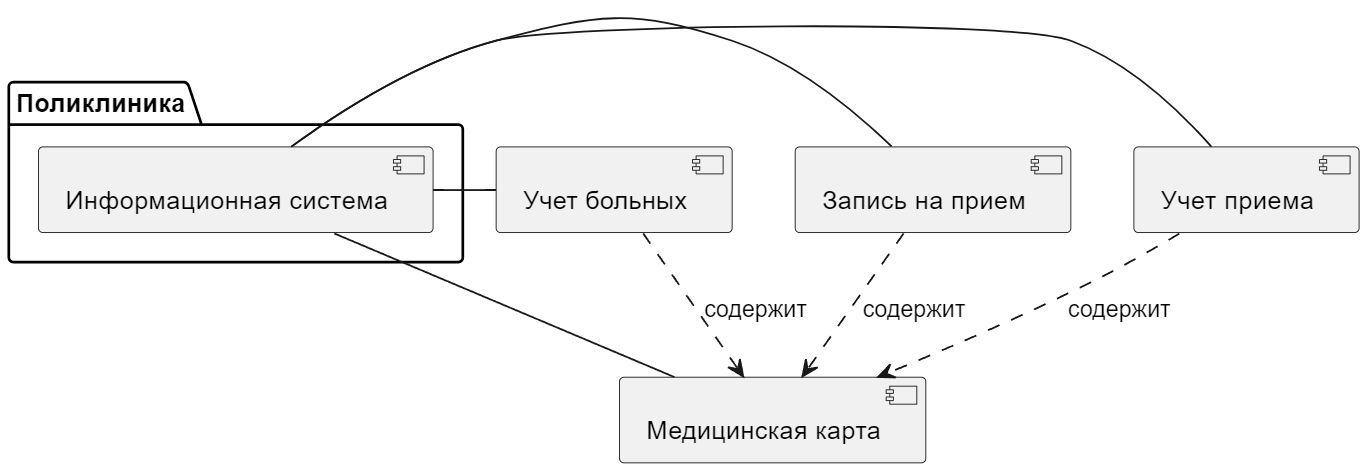 Поликлиника
Информационная система
Учет больных
Запись на прием
Учет приема
содержит
содержит
содержит
Медицинская карта